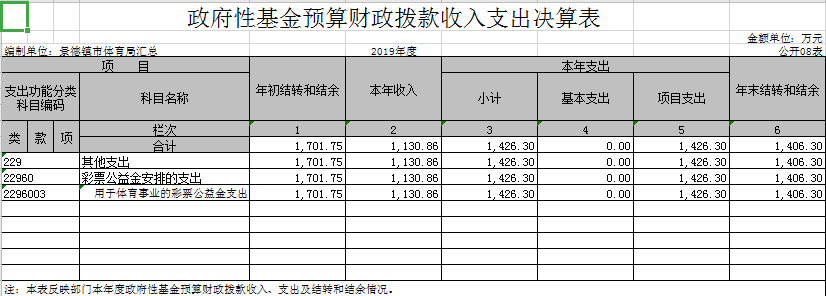 政府性基金预算财政拨款收入支出决算表
金额单位：万元
编制单位：景德镇市体育局汇总 2019年度 公开08表
项 目 年初结转和结余 本年收入 本年支出 年末结转和结余
支出功能分类科目编码 科目名称 小计 基本支出 项目支出
类 款 项 栏次 1 2 3 4 5 6
合计 1,701.75 1,130.86 1,426.30 0.00 1,426.30 1,406.30
229 其他支出 1,701.75 1,130.86 1,426.30 0.00 1,426.30 1,406.30
22960 彩票公益金安排的支出 1,701.75 1,130.86 1,426.30 0.00 1,426.30 1,406.30
2296003 用于体育事业的彩票公益金支出 1,701.75 1,130.86 1,426.30 0.00 1,426.30 1,406.30
注：本表反映部门本年度政府性基金预算财政拨款收入、支出及结转和结余情况。